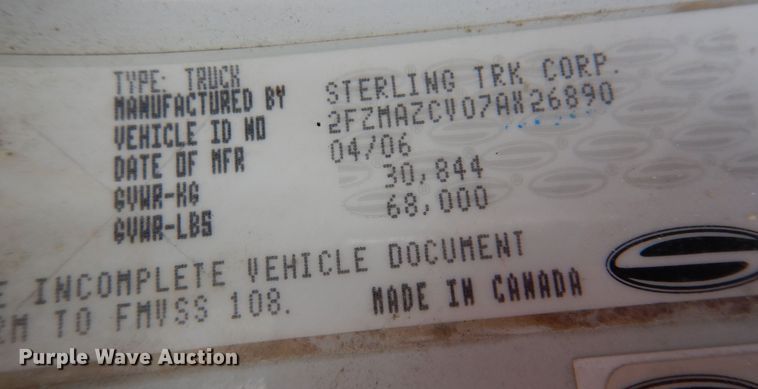 TYPE: TRUCK
MANUFACTURED BY STERLING TRK CORP.
VEHICLE ID NO 2FZMAZCV07AX26890
DATE OF MFR 04/06
GVWR-KG 30,844
GVWR-LBS 68,000
INCOMPLETE VEHICLE DOCUMENT
TO FMVSS 108. MADE IN CANADA
Purple Wave Auction